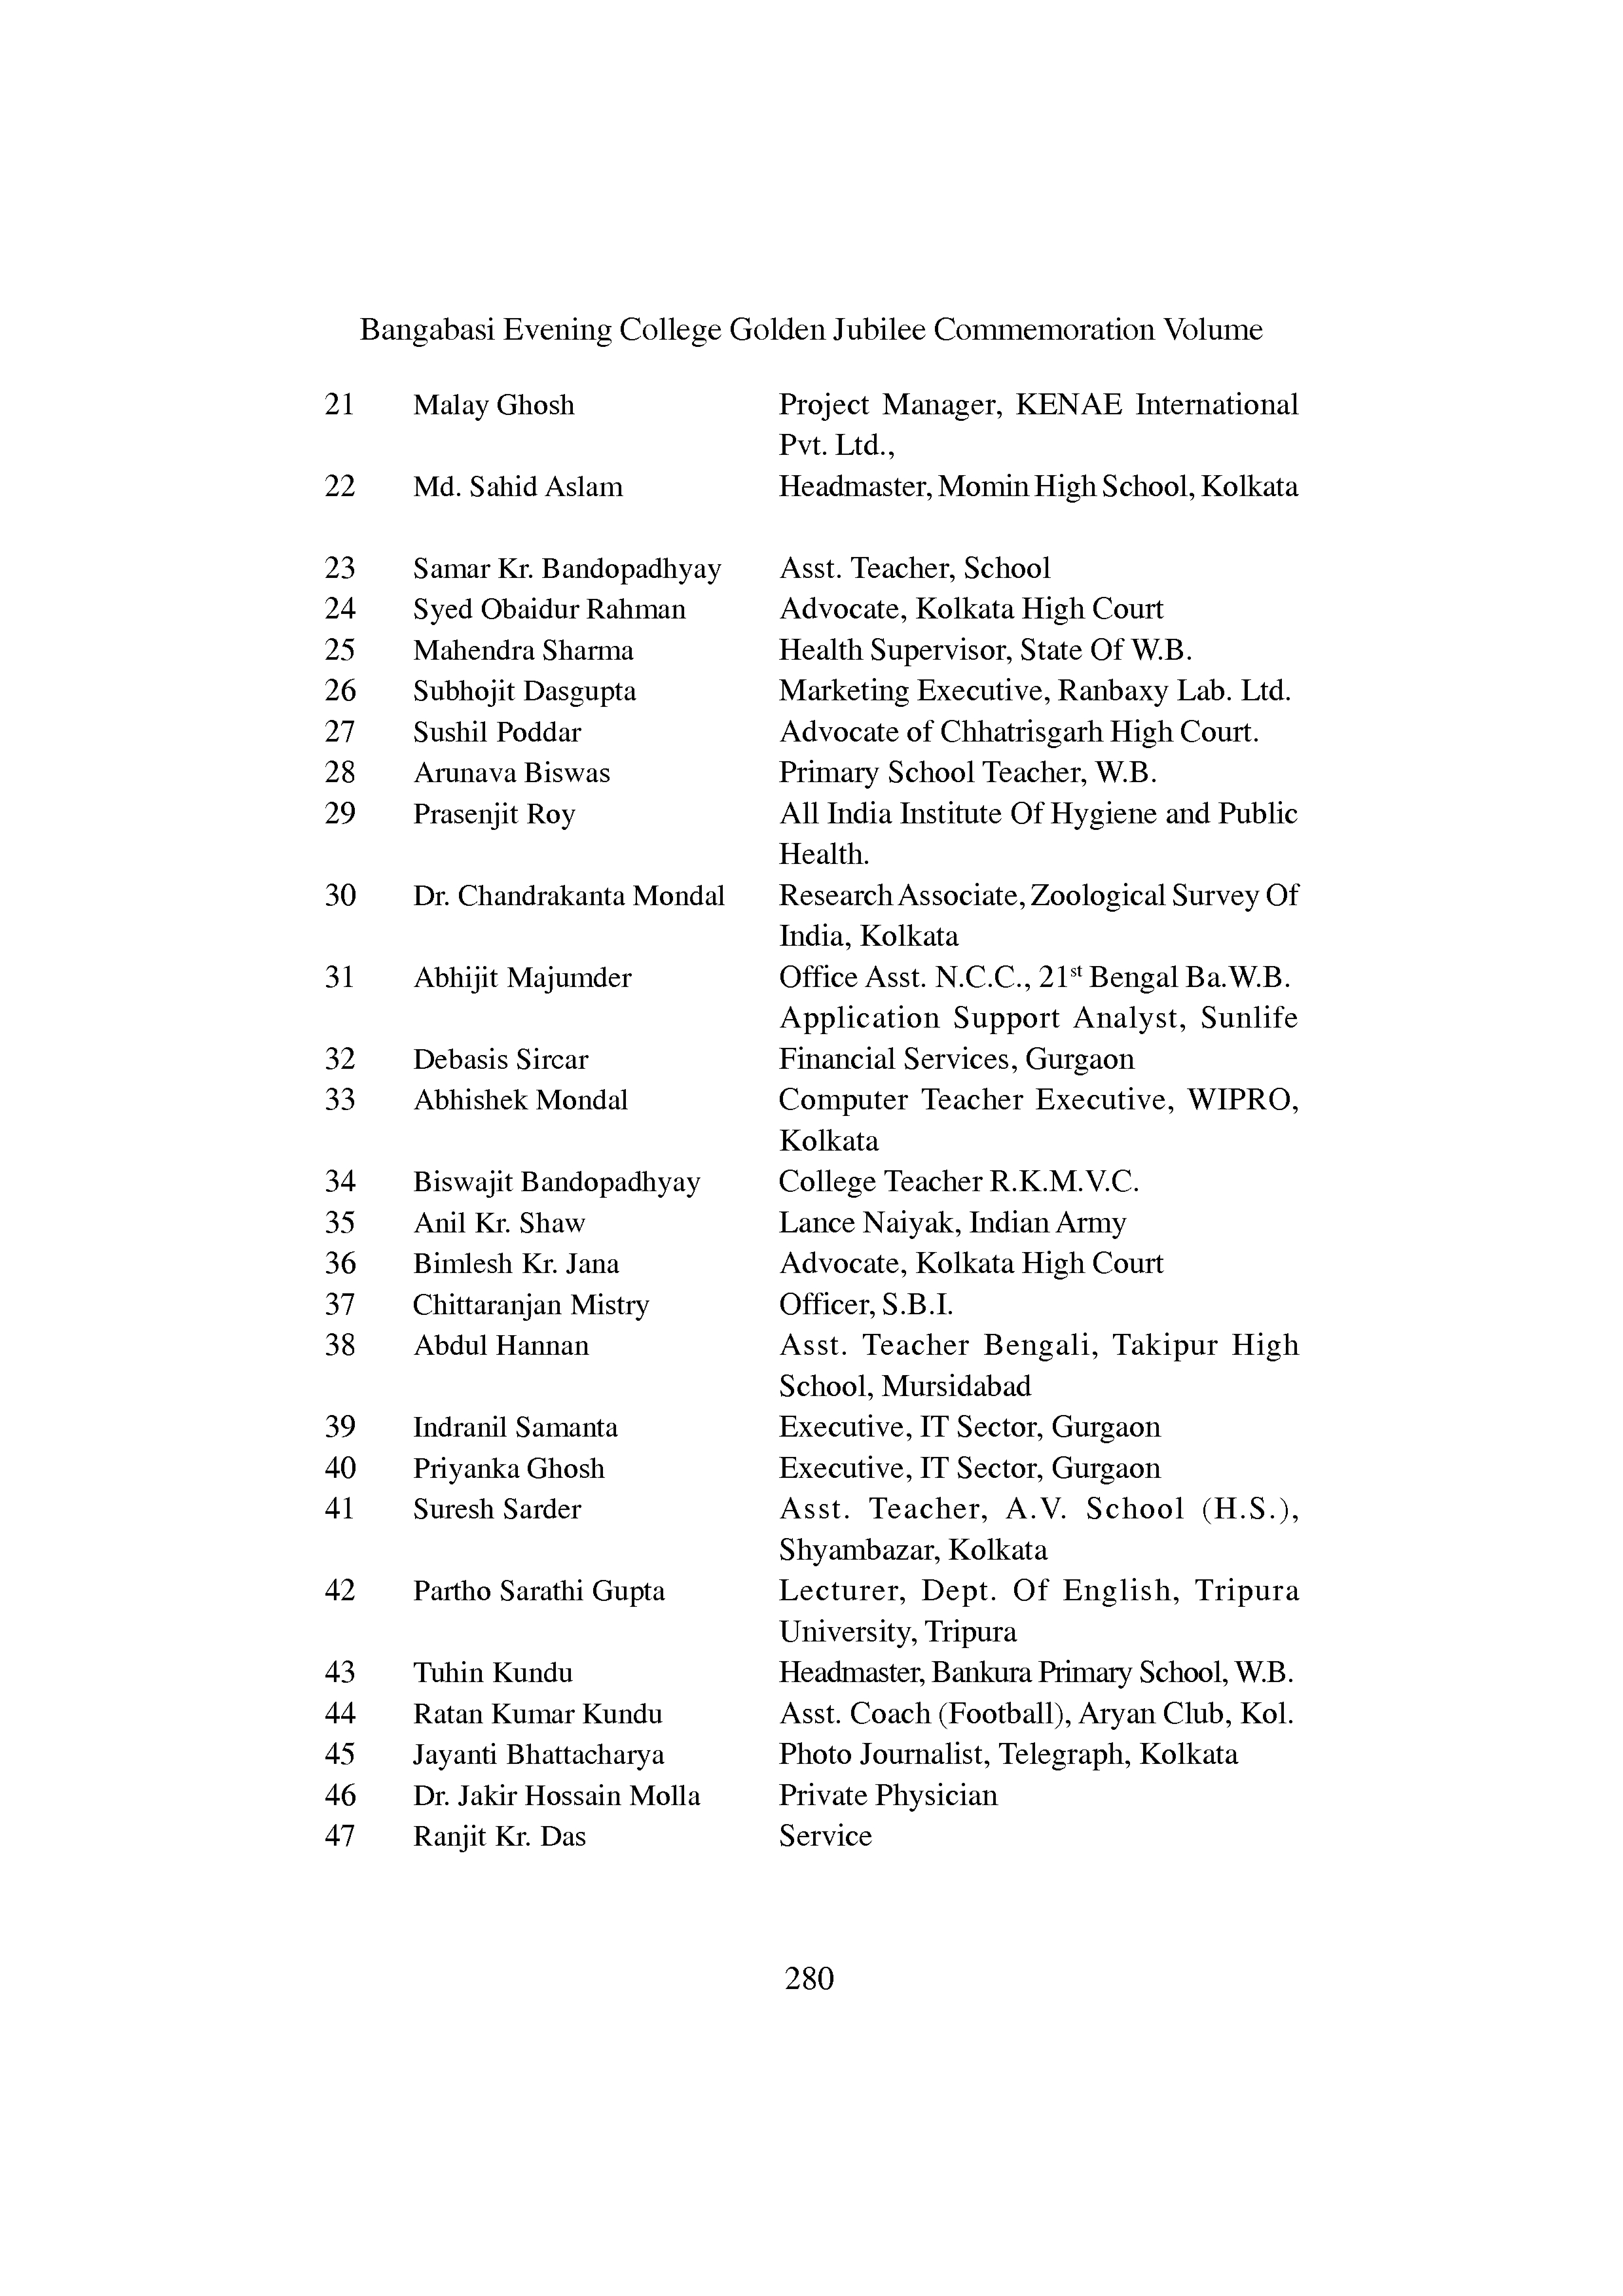 Bangabasi Evening College Golden Jubilee Commemoration Volume
21 Malay Ghosh Project Manager, KENAE International
Pvt. Ltd.,
22 Md. Sahid Aslam Headmaster, Momin High School, Kolkata
23 Samar Kr. Bandopadhyay Asst. Teacher, School
24 Syed Obaidur Rahman Advocate, Kolkata High Court
25 Mahendra Sharma Health Supervisor, State Of W.B.
26 Subhojit Dasgupta Marketing Executive, Ranbaxy Lab. Ltd.
27 Sushil Poddar Advocate of Chhatrisgarh High Court.
28 Arunava Biswas Primary School Teacher, W.B.
29 Prasenjit Roy All India Institute Of Hygiene and Public
Health.
30 Dr. Chandrakanta Mondal Research Associate, Zoological Survey Of
India, Kolkata
31 Abhijit Majumder Office Asst. N.C.C., 21st Bengal Ba.W.B.
Application Support Analyst, Sunlife
32 Debasis Sircar Financial Services, Gurgaon
33 Abhishek Mondal Computer Teacher Executive, WIPRO,
Kolkata
34 Biswajit Bandopadhyay College Teacher R.K.M.V.C.
35 Anil Kr. Shaw Lance Naiyak, Indian Army
36 Bimlesh Kr. Jana Advocate, Kolkata High Court
37 Chittaranjan Mistry Officer, S.B.I.
38 Abdul Hannan Asst. Teacher Bengali, Takipur High
School, Mursidabad
39 Indranil Samanta Executive, IT Sector, Gurgaon
40 Priyanka Ghosh Executive, IT Sector, Gurgaon
41 Suresh Sarder Asst. Teacher, A.V. School (H.S.),
Shyambazar, Kolkata
42 Partho Sarathi Gupta Lecturer, Dept. Of English, Tripura
University, Tripura
43 Tuhin Kundu Headmaster, Bankura Primary School, W.B.
44 Ratan Kumar Kundu Asst. Coach (Football), Aryan Club, Kol.
45 Jayanti Bhattacharya Photo Journalist, Telegraph, Kolkata
46 Dr. Jakir Hossain Molla Private Physician
47 Ranjit Kr. Das Service
280